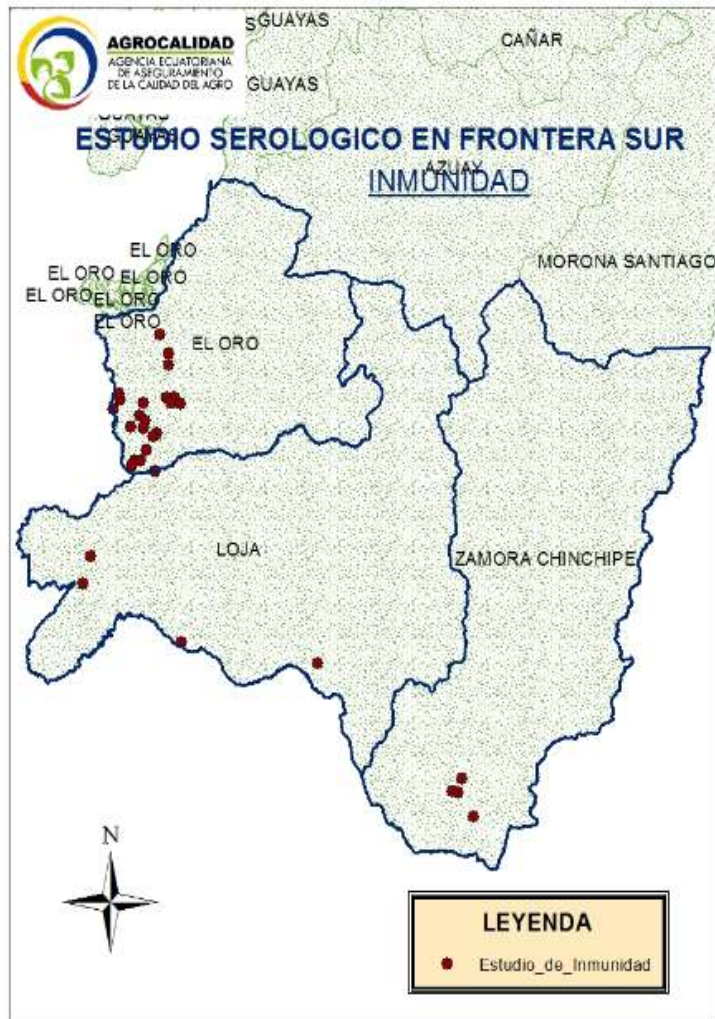 AGROCALIDAD
AGENCIA ECUATORIANA
DE ASEGURAMIENTO
DE LA CALIDAD DEL AGRO
S
GUAYAS
CAÑAR
GUAYAS
GUAYAS
GUAYAS
ESTUDIO SEROLOGICO EN FRONTERA SUR
INMUNIDAD
AZUAY
MORONA SANTIAGO
EL ORO
EL ORO
EL ORO
EL ORO
EL ORO
EL ORO
EL ORO
LOJA
ZAMORA CHINCHIPE
N
LEYENDA
Estudio_de_Inmunidad